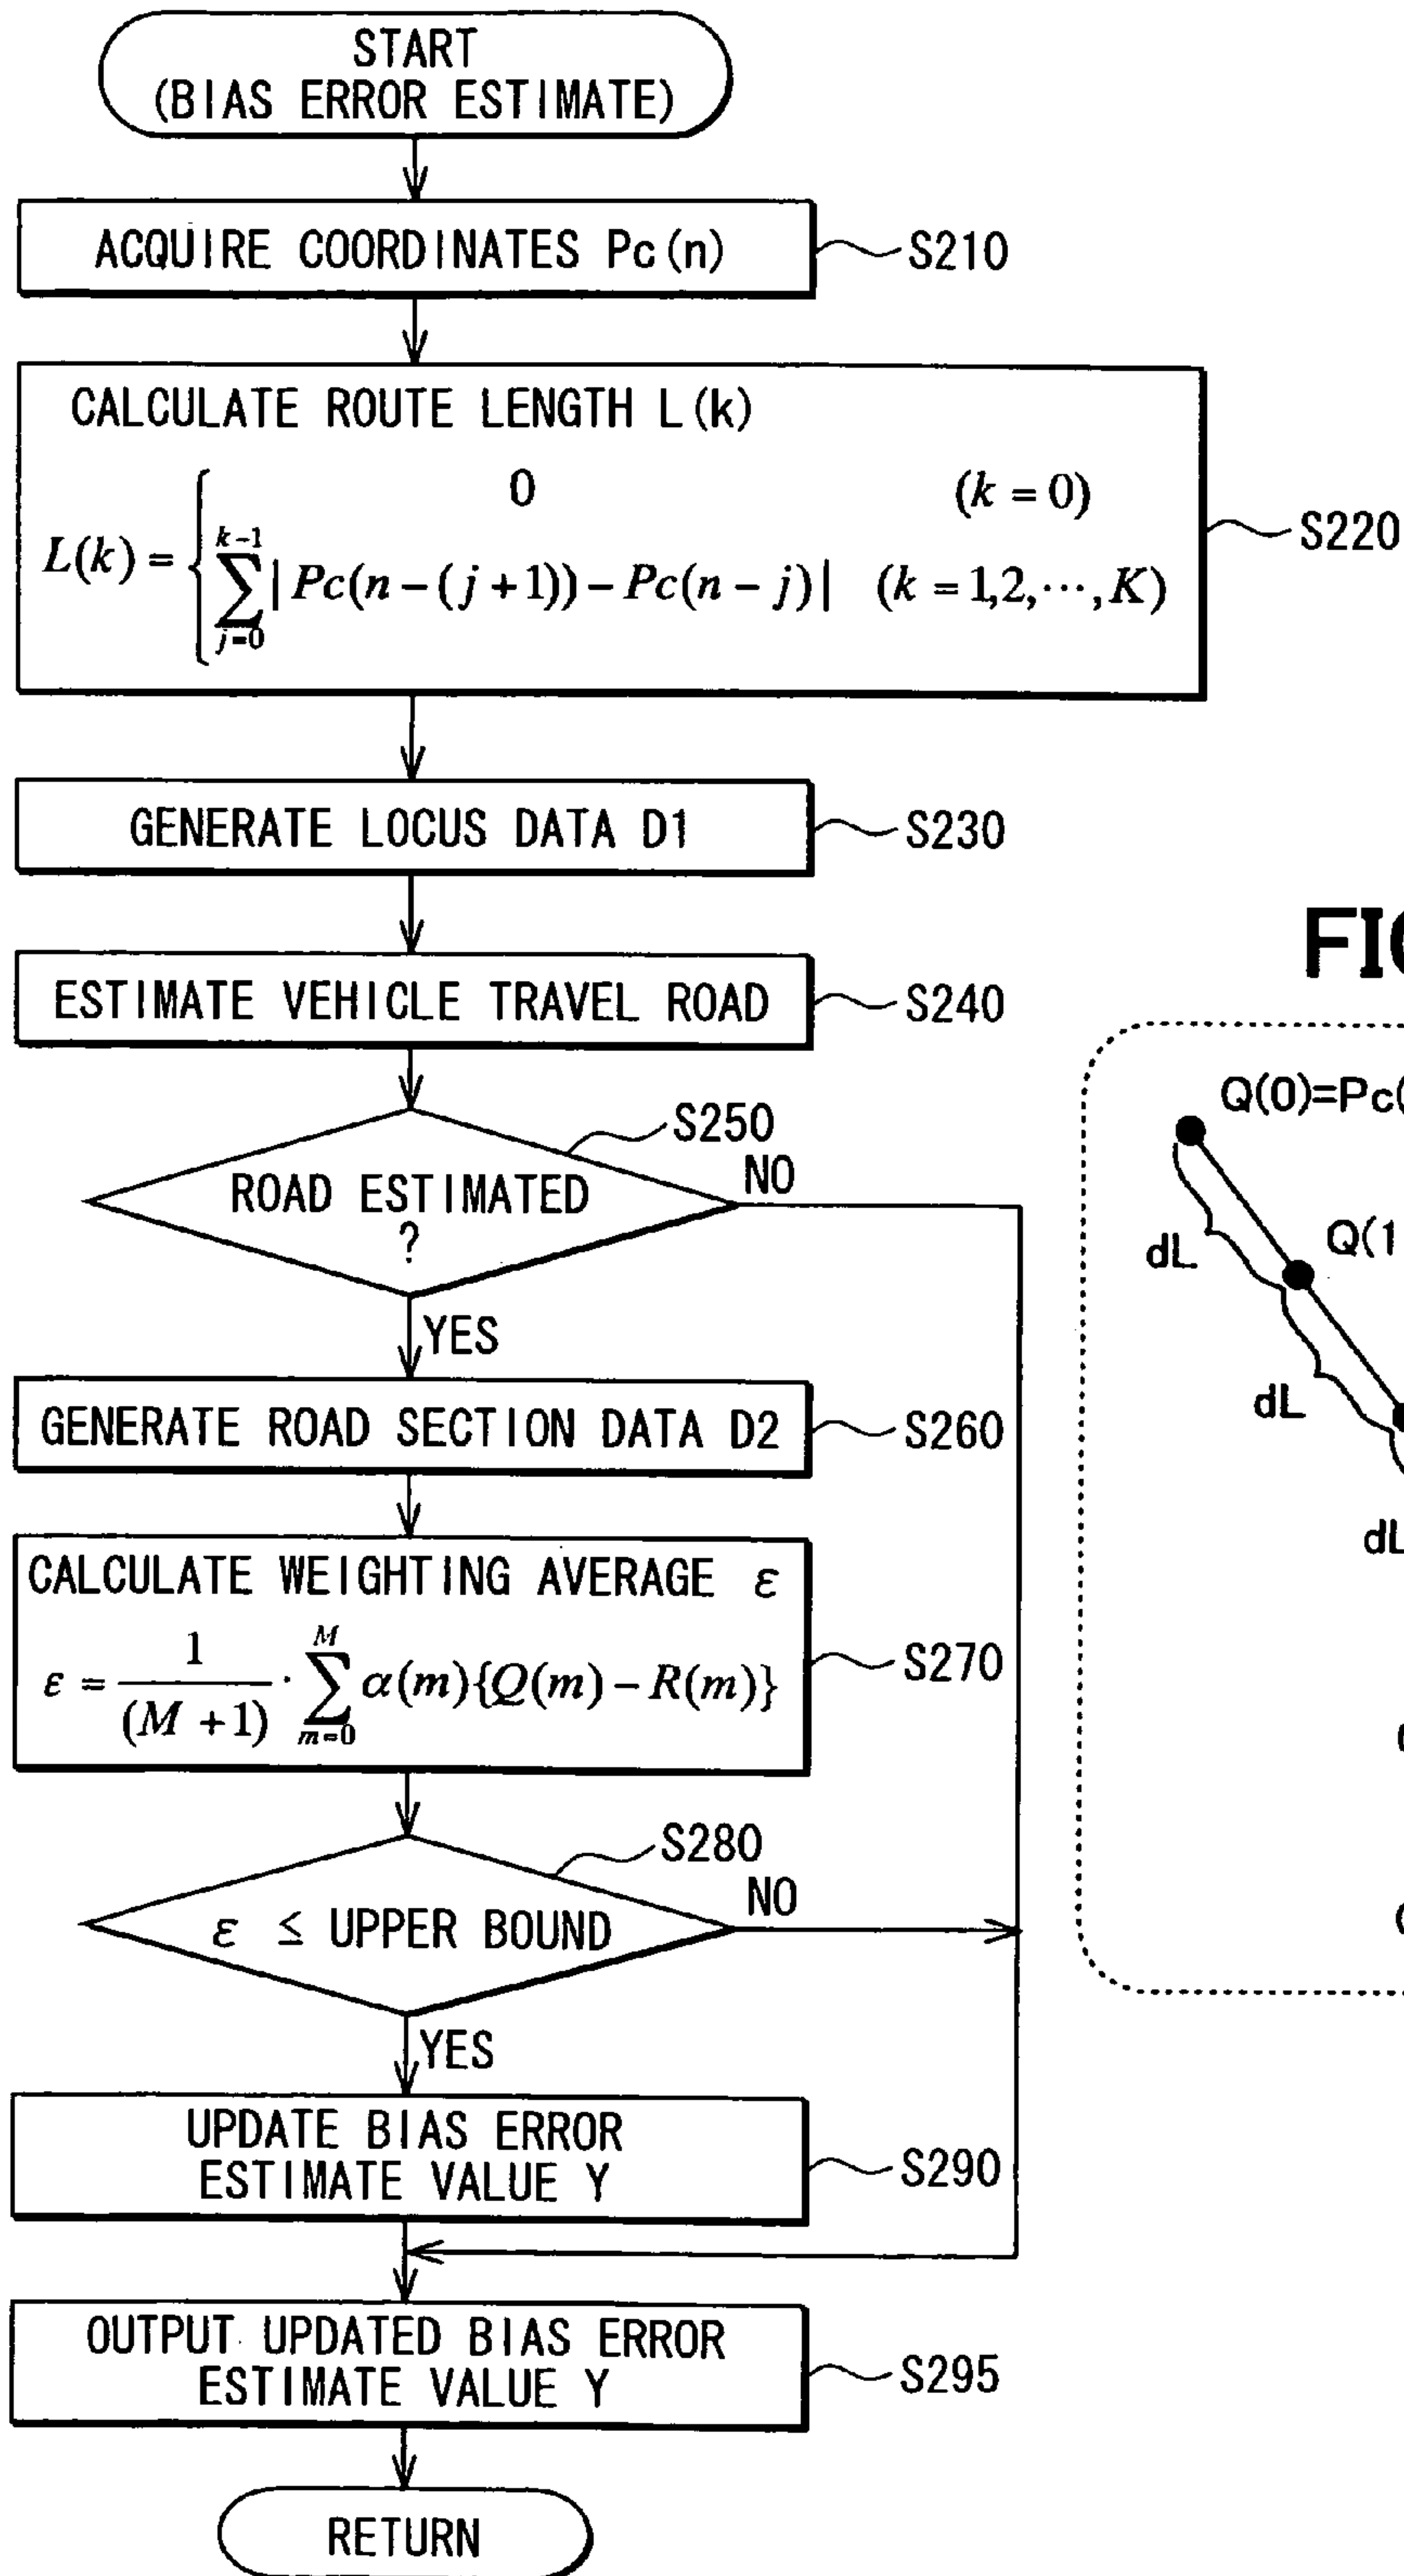 START
(BIAS ERROR ESTIMATE)
ACQUIRE COORDINATES Pc(n)
S210
CALCULATE ROUTE LENGTH L(k)
L(k) = { 0 (k = 0)
∑_{j=0}^{k-1} | Pc(n - (j + 1)) - Pc(n - j) | (k = 1,2,⋯,K)
S220
GENERATE LOCUS DATA D1
S230
ESTIMATE VEHICLE TRAVEL ROAD
S240
ROAD ESTIMATED
?
S250
NO
YES
GENERATE ROAD SECTION DATA D2
S260
CALCULATE WEIGHTING AVERAGE ε
ε = 1/(M + 1) · ∑_{m=0}^{M} α(m){Q(m) - R(m)}
S270
ε ≤ UPPER BOUND
S280
NO
YES
UPDATE BIAS ERROR
ESTIMATE VALUE Y
S290
OUTPUT UPDATED BIAS ERROR
ESTIMATE VALUE Y
S295
RETURN
Q(0)=Pc(
dL
Q(1
dL
dL